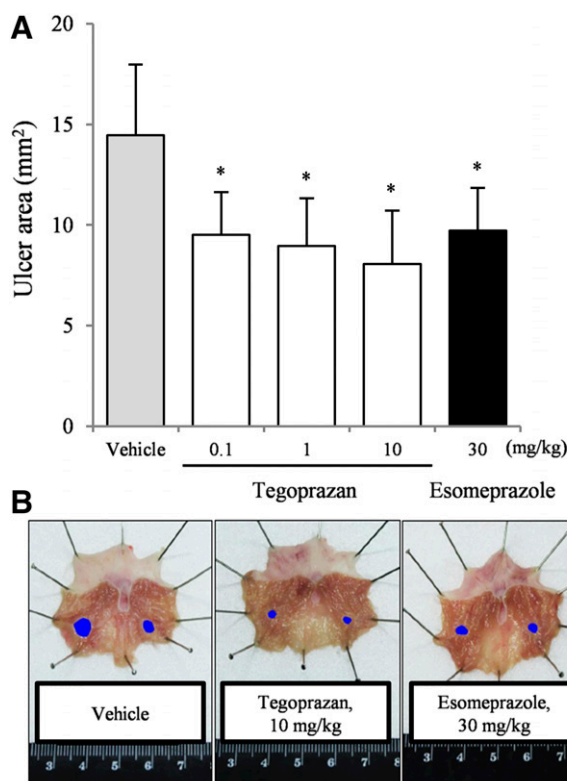 A
Ulcer area (mm²)
20
15
10
5
0
* * * *
Vehicle 0.1 1 10 30 (mg/kg)
Tegoprazan Esomeprazole
B
Vehicle
Tegoprazan,
10 mg/kg
Esomeprazole,
30 mg/kg
3 4 5 6 7
3 4 5 6 7 8
4 5 6 7